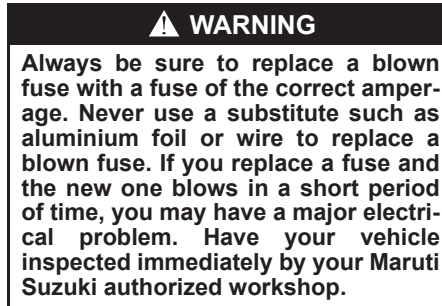 WARNING
Always be sure to replace a blown
fuse with a fuse of the correct amper-
age. Never use a substitute such as
aluminium foil or wire to replace a
blown fuse. If you replace a fuse and
the new one blows in a short period
of time, you may have a major electri-
cal problem. Have your vehicle
inspected immediately by your Maruti
Suzuki authorized workshop.